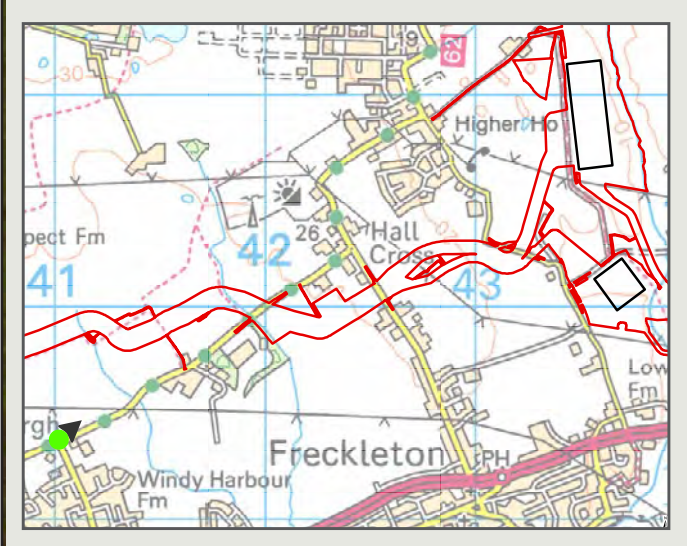 19
62
30
Higher Ho
pect Fm
26
Hall
Cross
42
41
43
Low
Fm
rgh
Freckleton
PH
Windy Harbour
Fm